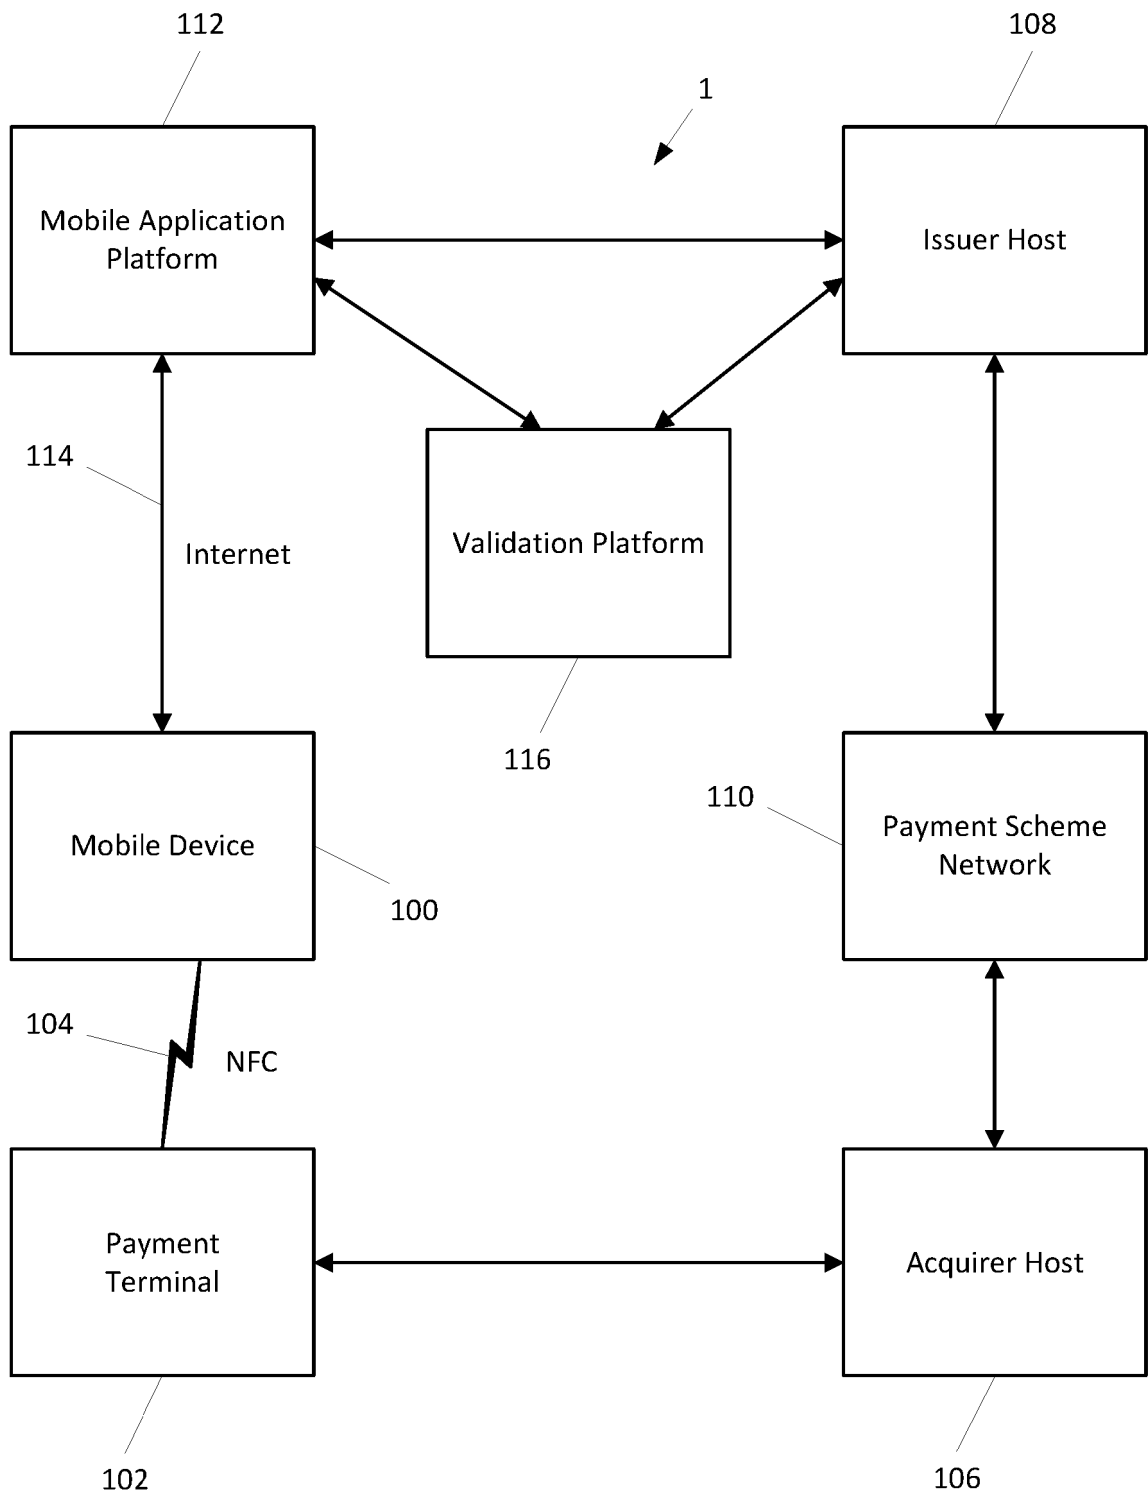 112
108
1
Mobile Application
Platform
Issuer Host
114
Internet
Validation Platform
116
110
Mobile Device
Payment Scheme
Network
100
104
NFC
Payment
Terminal
Acquirer Host
102
106